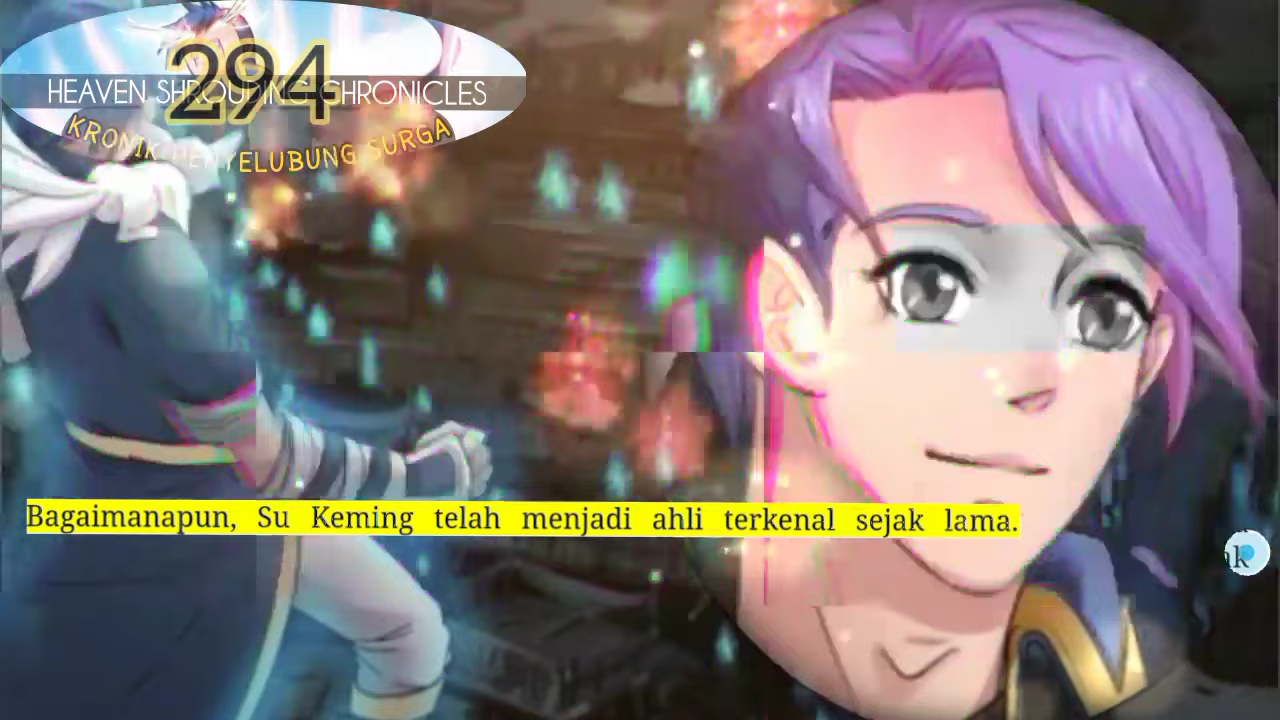 294
HEAVEN SHROUDING CHRONICLES
KRONIK PENYELUBUNG SURGA
Bagaimanapun, Su Keming telah menjadi ahli terkenal sejak lama.